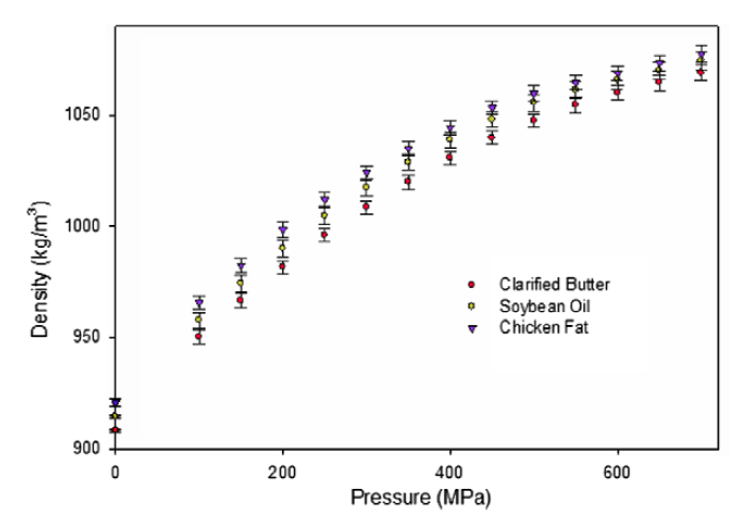 1050
1000
950
900
Density (kg/m³)
Clarified Butter
Soybean Oil
Chicken Fat
0 200 400 600
Pressure (MPa)